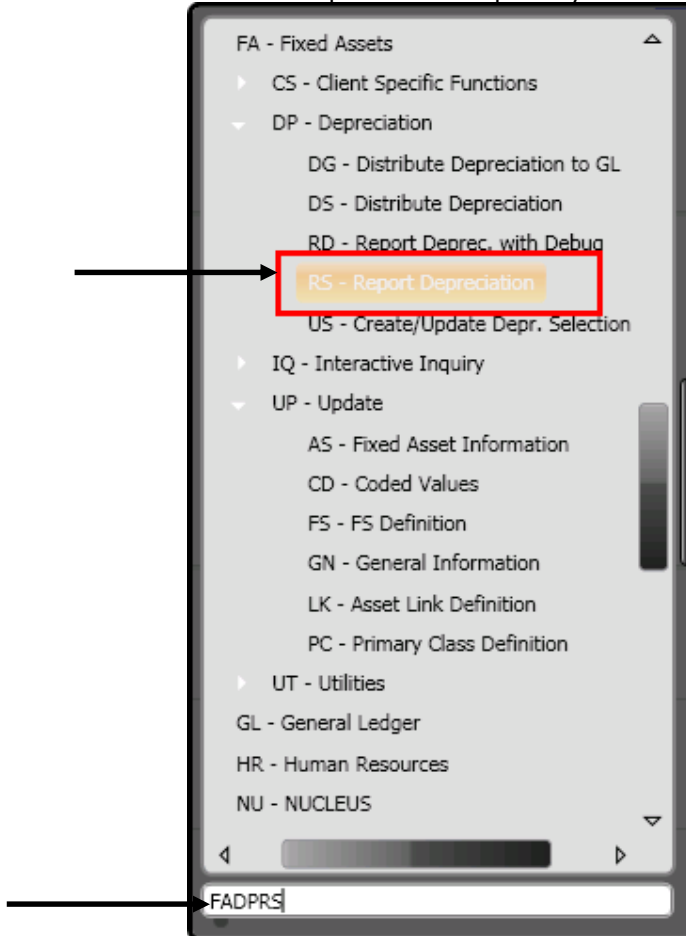 FA - Fixed Assets
CS - Client Specific Functions
DP - Depreciation
DG - Distribute Depreciation to GL
DS - Distribute Depreciation
RD - Report Deprec. with Debug
RS - Report Depreciation
US - Create/Update Depr. Selection
IQ - Interactive Inquiry
UP - Update
AS - Fixed Asset Information
CD - Coded Values
FS - FS Definition
GN - General Information
LK - Asset Link Definition
PC - Primary Class Definition
UT - Utilities
GL - General Ledger
HR - Human Resources
NU - NUCLEUS
FADPRS